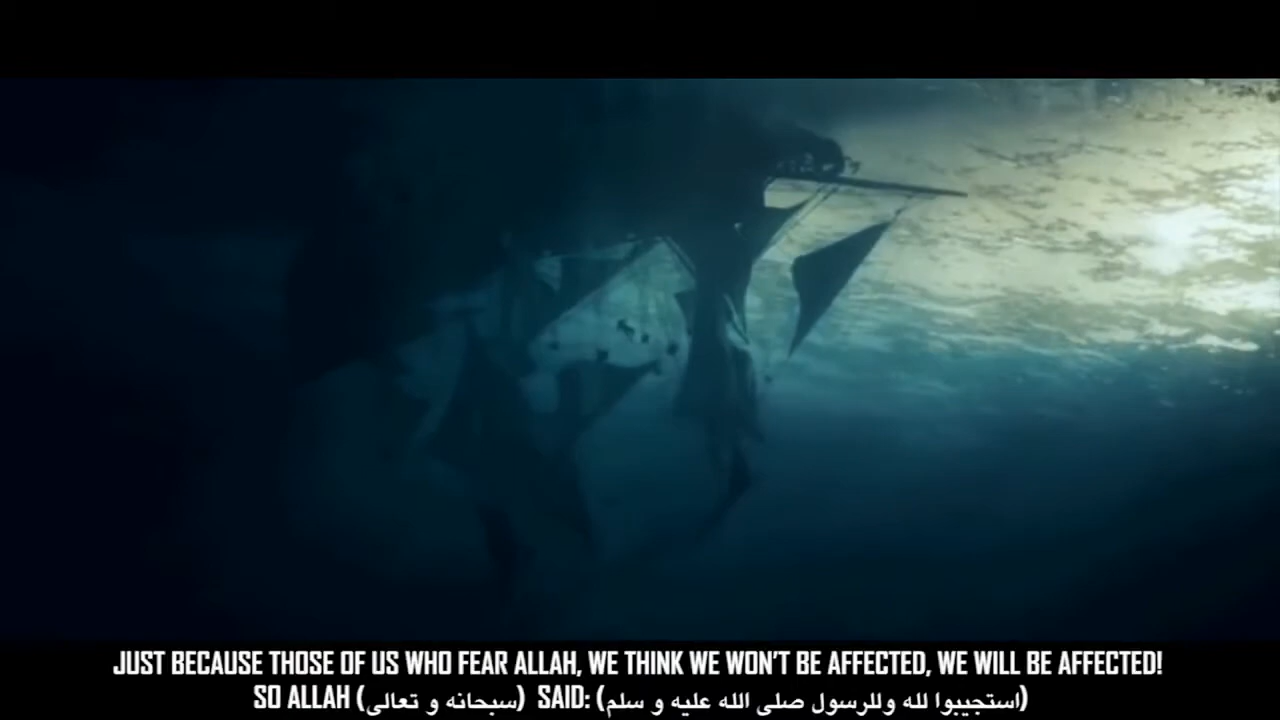 JUST BECAUSE THOSE OF US WHO FEAR ALLAH, WE THINK WE WON'T BE AFFECTED, WE WILL BE AFFECTED!
SO ALLAH (سبحانه و تعالى) SAID: (استجيبوا لله وللرسول صلى الله عليه و سلم)